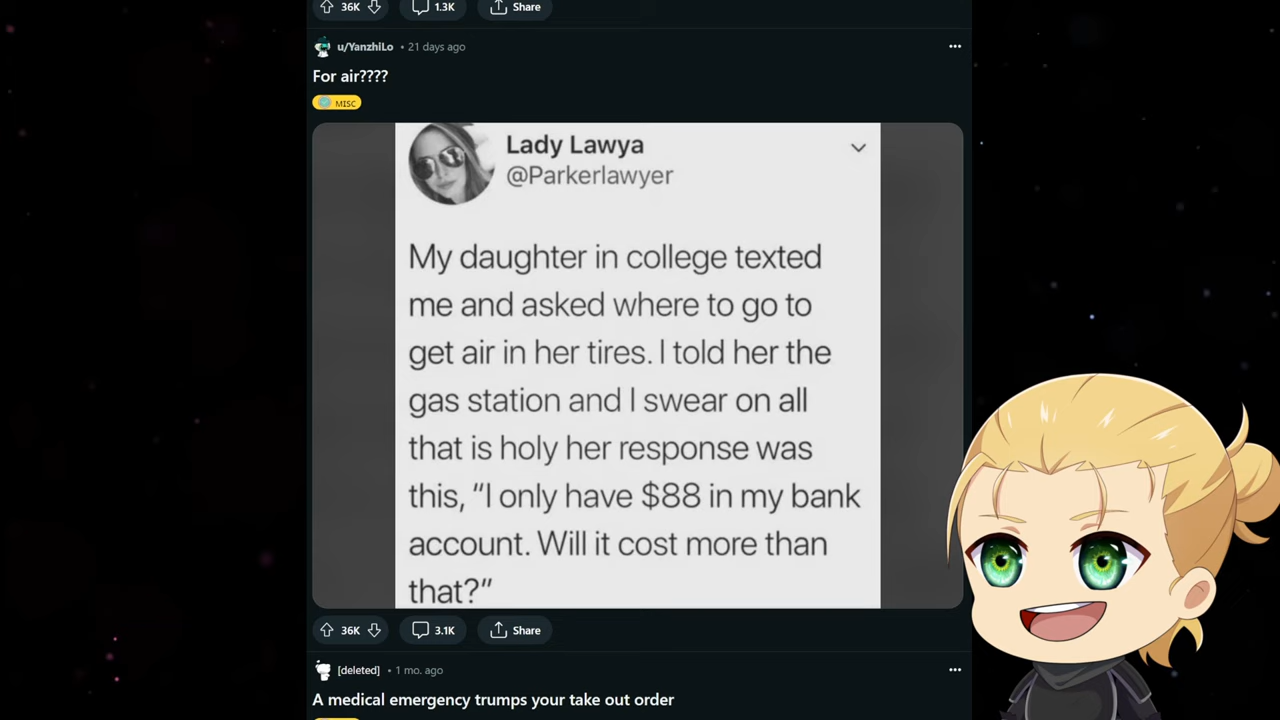 36K 1.3K Share
u/YanzhiLo • 21 days ago
For air????
MISC
Lady Lawya
@Parkerlawyer
My daughter in college texted
me and asked where to go to
get air in her tires. I told her the
gas station and I swear on all
that is holy her response was
this, “I only have $88 in my bank
account. Will it cost more than
that?”
36K 3.1K Share
[deleted] • 1 mo. ago
A medical emergency trumps your take out order